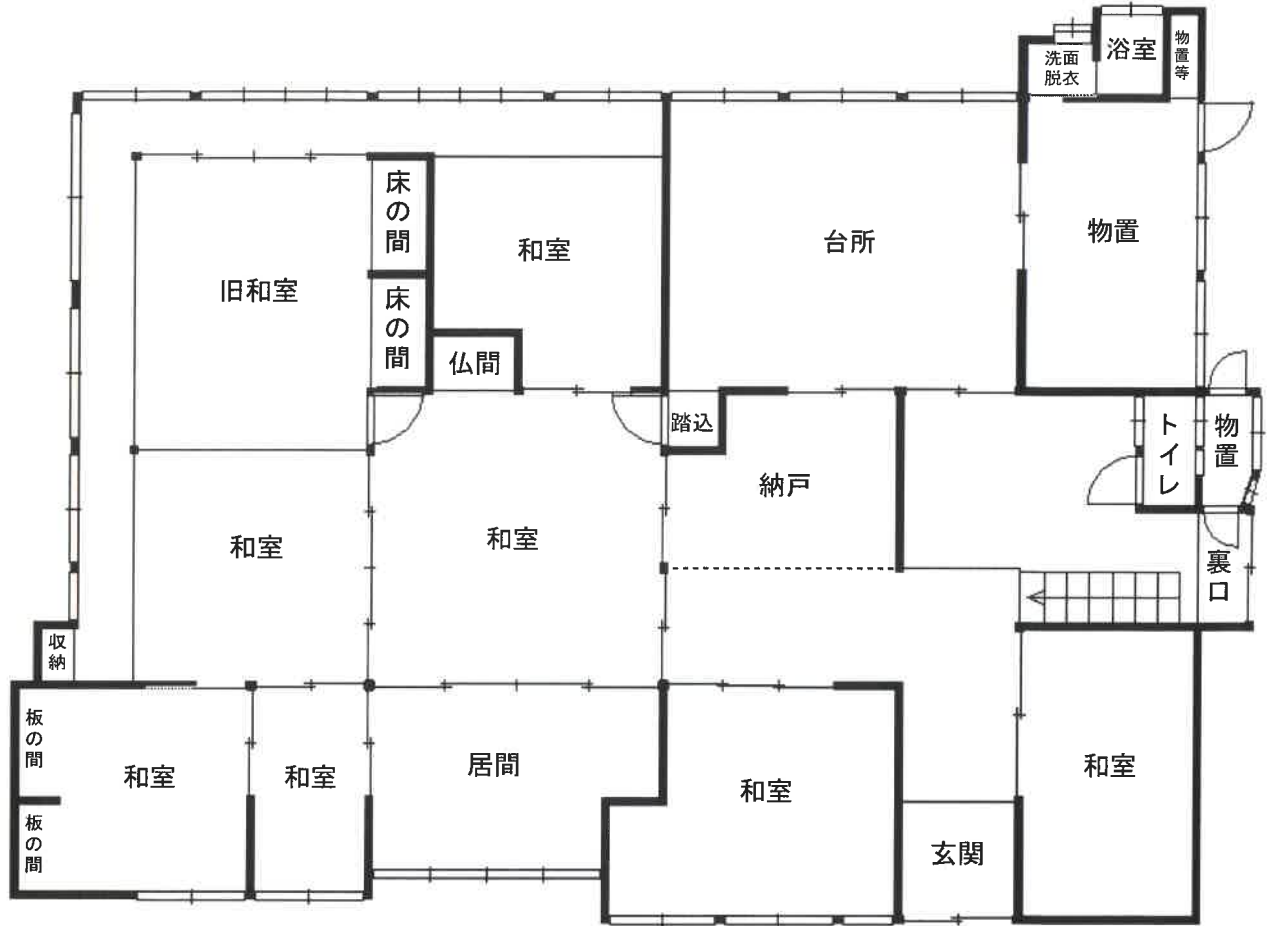 浴室
物置等
洗面
脱衣
床の間
和室
台所
物置
旧和室
床の間
仏間
踏込
納戸
トイレ
物置
和室
和室
裏口
収納
板の間
和室
和室
居間
和室
和室
板の間
玄関